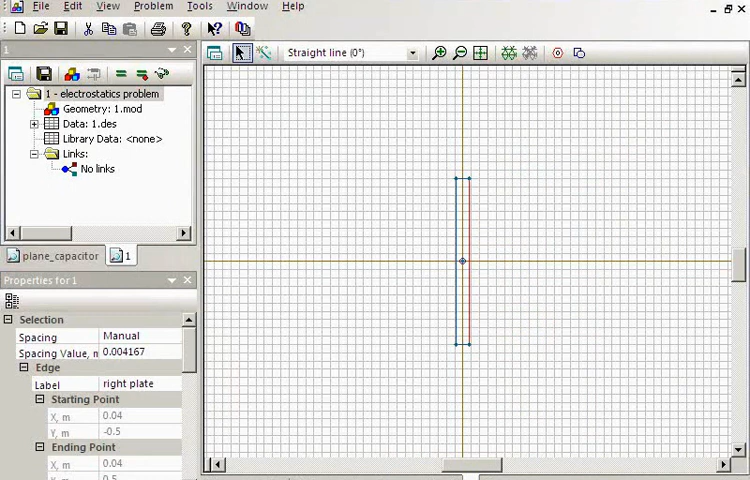 File Edit View Problem Tools Window Help
Straight line (0°)
1
1 - electrostatics problem
Geometry: 1.mod
Data: 1.des
Library Data: <none>
Links:
No links
plane_capacitor 1
Properties for 1
Selection
Spacing Manual
Spacing Value, m 0.004167
Edge
Label right plate
Starting Point
X, m 0.04
Y, m -0.5
Ending Point
X, m 0.04